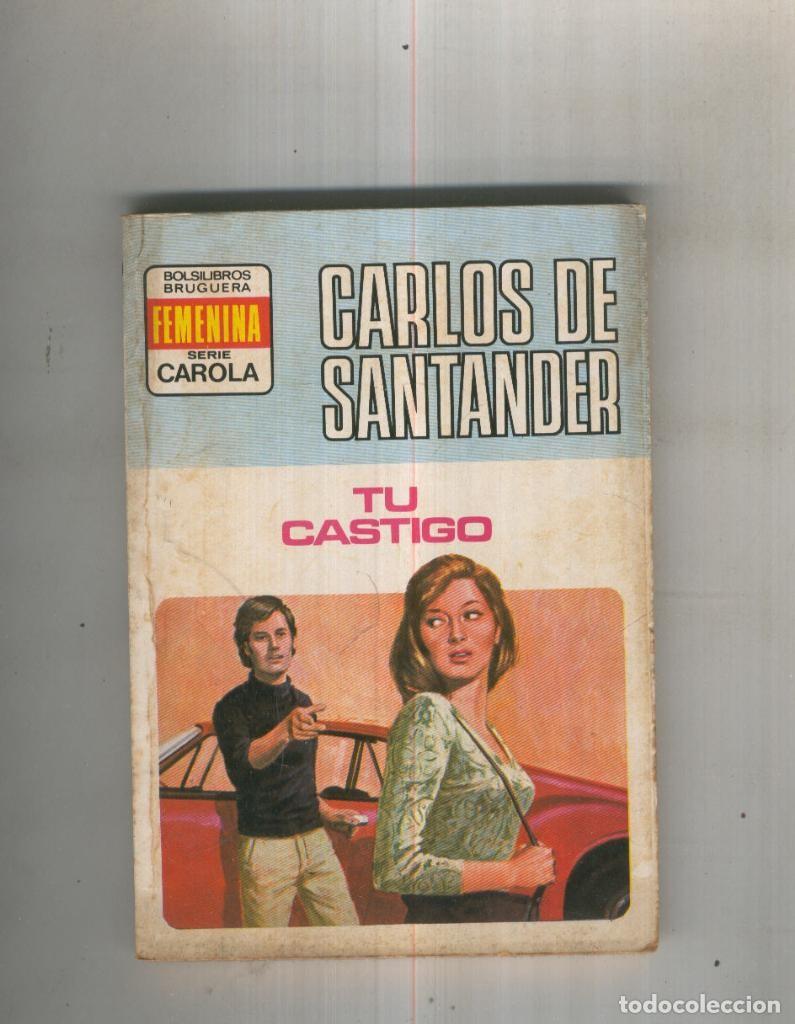 BOLSILIBROS
BRUGUERA
FEMENINA
SERIE
CAROLA
CARLOS DE
SANTANDER
TU
CASTIGO
todocoleccion